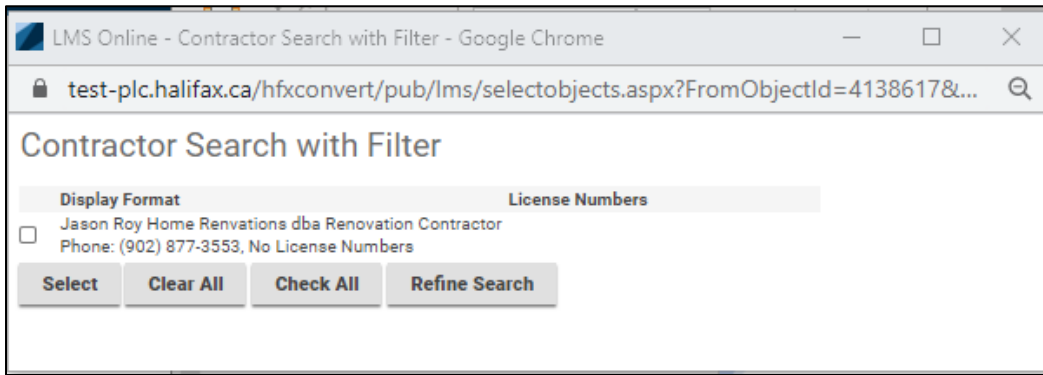 LMS Online - Contractor Search with Filter - Google Chrome
test-plc.halifax.ca/hfxconvert/pub/lms/selectobjects.aspx?FromObjectId=4138617&...
Contractor Search with Filter
Display Format License Numbers
Jason Roy Home Renvations dba Renovation Contractor
Phone: (902) 877-3553, No License Numbers
Select Clear All Check All Refine Search